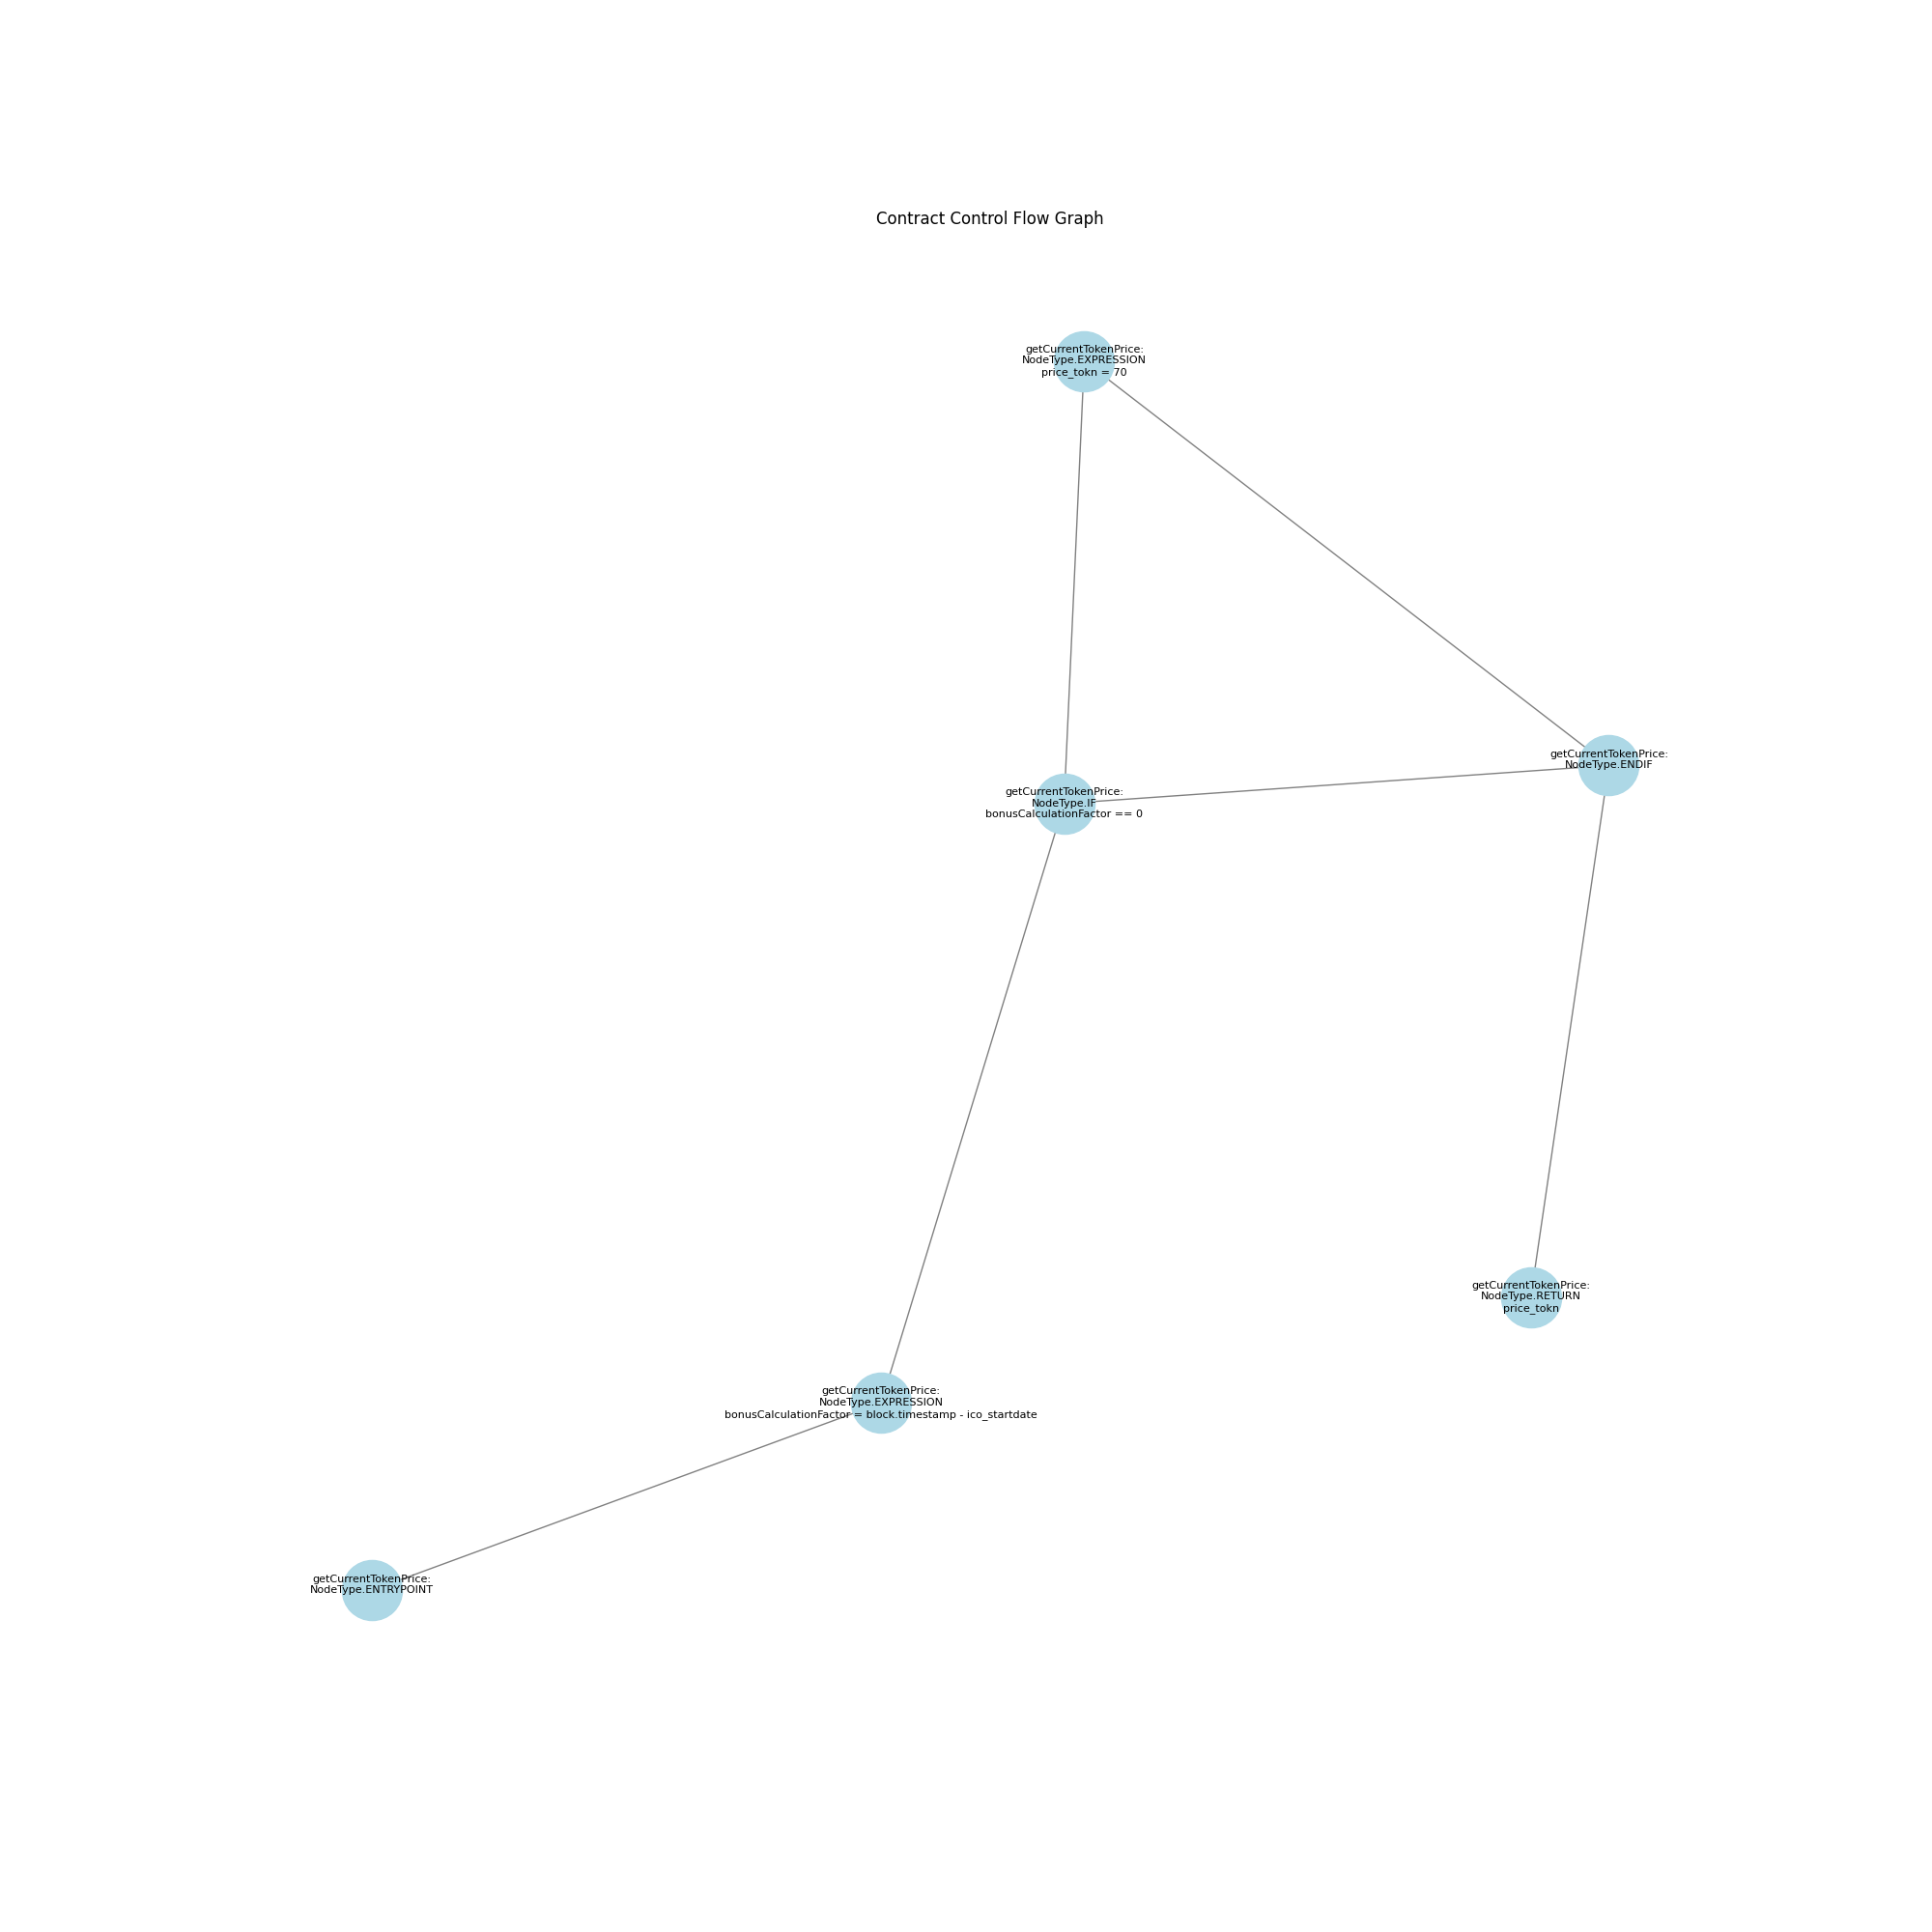 Contract Control Flow Graph
getCurrentTokenPrice:
NodeType.EXPRESSION
price_tokn = 70
getCurrentTokenPrice:
NodeType.ENDIF
getCurrentTokenPrice:
NodeType.IF
bonusCalculationFactor == 0
getCurrentTokenPrice:
NodeType.RETURN
price_tokn
getCurrentTokenPrice:
NodeType.EXPRESSION
bonusCalculationFactor = block.timestamp - ico_startdate
getCurrentTokenPrice:
NodeType.ENTRYPOINT